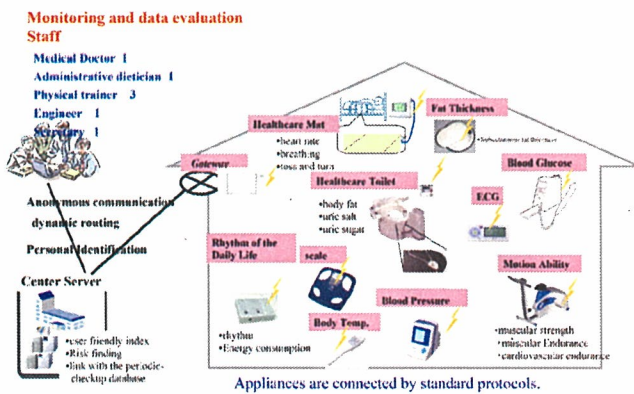 Monitoring and data evaluation
Staff
Medical Doctor 1
Administrative dietician 1
Physical trainer 3
Engineer 1
Secretary 1
Anonymous communication
dynamic routing
Personal Identification
Center Server
•user friendly index
•Risk finding
•link with the periodic-
checkup database
Gateway
Healthcare Mat
•heart rate
•breathing
•toss and turn
Fat Thickness
Blood Glucose
Healthcare Toilet
•body fat
•uric salt
•uric sugar
ECG
Rhythm of the
Daily Life
•rhythm
•Energy consumption
scale
Body Temp.
Blood Pressure
Motion Ability
•muscular strength
•muscular Endurance
•cardiovascular endurance
Appliances are connected by standard protocols.